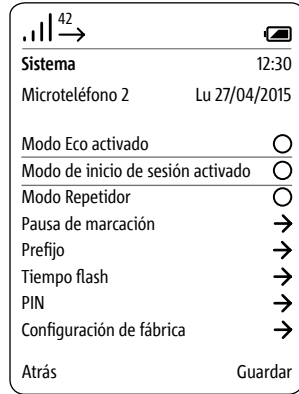 42
Sistema 12:30
Microteléfono 2 Lu 27/04/2015
Modo Eco activado
Modo de inicio de sesión activado
Modo Repetidor
Pausa de marcación
Prefijo
Tiempo flash
PIN
Configuración de fábrica
Atrás Guardar